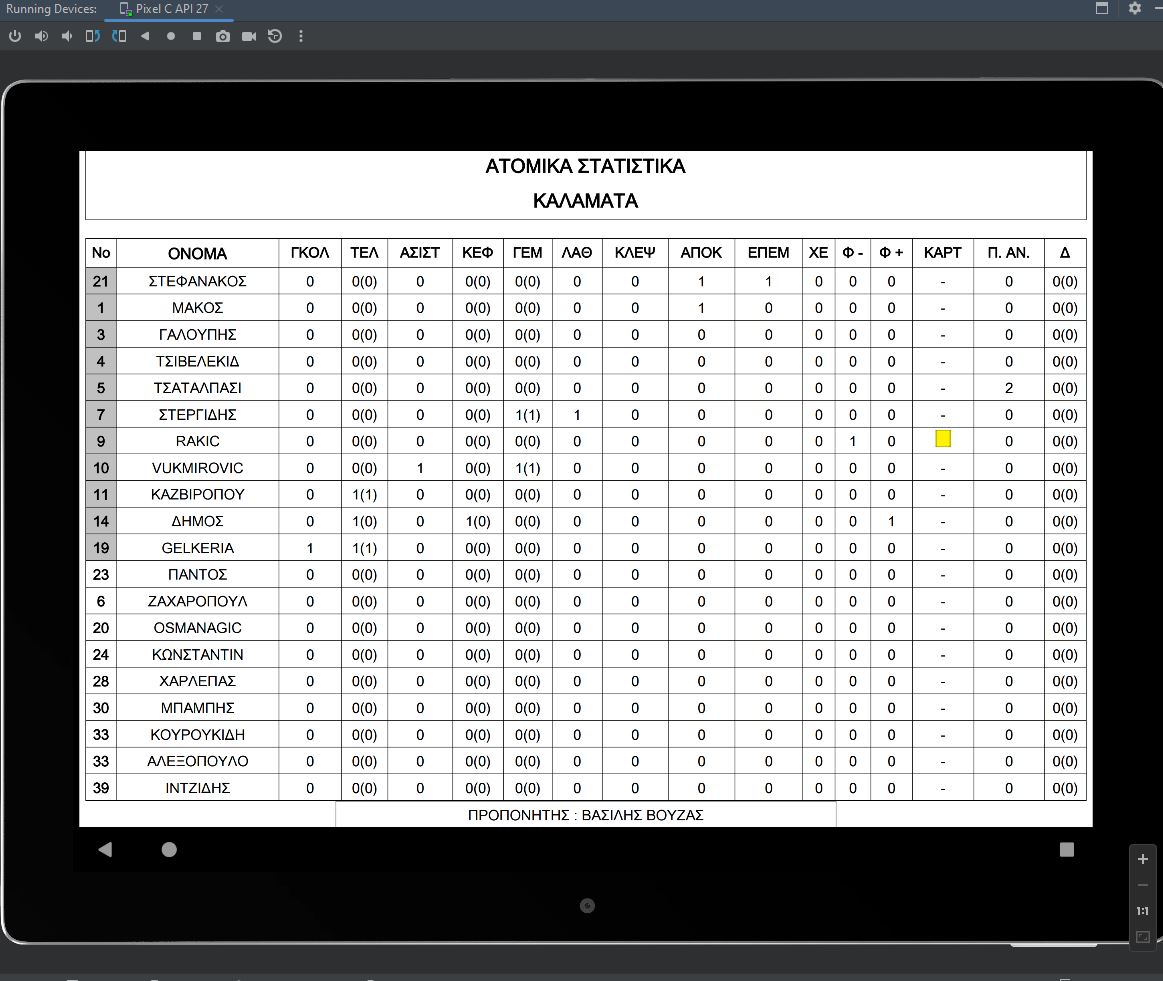 Running Devices: Pixel C API 27
ΑΤΟΜΙΚΑ ΣΤΑΤΙΣΤΙΚΑ
ΚΑΛΑΜΑΤΑ
No ΟΝΟΜΑ ΓΚΟΛ ΤΕΛ ΑΣΙΣΤ ΚΕΦ ΓΕΜ ΛΑΘ ΚΛΕΨ ΑΠΟΚ ΕΠΕΜ ΧΕ Φ - Φ + ΚΑΡΤ Π. ΑΝ. Δ
21 ΣΤΕΦΑΝΑΚΟΣ 0 0(0) 0 0(0) 0(0) 0 0 1 1 0 0 0 - 0 0(0)
1 ΜΑΚΟΣ 0 0(0) 0 0(0) 0(0) 0 0 1 0 0 0 0 - 0 0(0)
3 ΓΑΛΟΥΠΗΣ 0 0(0) 0 0(0) 0(0) 0 0 0 0 0 0 0 - 0 0(0)
4 ΤΣΙΒΕΛΕΚΙΔ 0 0(0) 0 0(0) 0(0) 0 0 0 0 0 0 0 - 0 0(0)
5 ΤΣΑΤΑΛΠΑΣΙ 0 0(0) 0 0(0) 0(0) 0 0 0 0 0 0 0 - 2 0(0)
7 ΣΤΕΡΓΙΔΗΣ 0 0(0) 0 0(0) 1(1) 1 0 0 0 0 0 0 - 0 0(0)
9 RAKIC 0 0(0) 0 0(0) 0(0) 0 0 0 0 0 1 0 0 0(0)
10 VUKMIROVIC 0 0(0) 1 0(0) 1(1) 0 0 0 0 0 0 0 - 0 0(0)
11 ΚΑΖΒΙΡΟΠΟΥ 0 1(1) 0 0(0) 0(0) 0 0 0 0 0 0 0 - 0 0(0)
14 ΔΗΜΟΣ 0 1(0) 0 1(0) 0(0) 0 0 0 0 0 0 1 - 0 0(0)
19 GELKERIA 1 1(1) 0 0(0) 0(0) 0 0 0 0 0 0 0 - 0 0(0)
23 ΠΑΝΤΟΣ 0 0(0) 0 0(0) 0(0) 0 0 0 0 0 0 0 - 0 0(0)
6 ΖΑΧΑΡΟΠΟΥΛ 0 0(0) 0 0(0) 0(0) 0 0 0 0 0 0 0 - 0 0(0)
20 OSMANAGIC 0 0(0) 0 0(0) 0(0) 0 0 0 0 0 0 0 - 0 0(0)
24 ΚΩΝΣΤΑΝΤΙΝ 0 0(0) 0 0(0) 0(0) 0 0 0 0 0 0 0 - 0 0(0)
28 ΧΑΡΛΕΠΑΣ 0 0(0) 0 0(0) 0(0) 0 0 0 0 0 0 0 - 0 0(0)
30 ΜΠΑΜΠΗΣ 0 0(0) 0 0(0) 0(0) 0 0 0 0 0 0 0 - 0 0(0)
33 ΚΟΥΡΟΥΚΙΔΗ 0 0(0) 0 0(0) 0(0) 0 0 0 0 0 0 0 - 0 0(0)
33 ΑΛΕΞΟΠΟΥΛΟ 0 0(0) 0 0(0) 0(0) 0 0 0 0 0 0 0 - 0 0(0)
39 ΙΝΤΖΙΔΗΣ 0 0(0) 0 0(0) 0(0) 0 0 0 0 0 0 0 - 0 0(0)
ΠΡΟΠΟΝΗΤΗΣ : ΒΑΣΙΛΗΣ ΒΟΥΖΑΣ
1:1